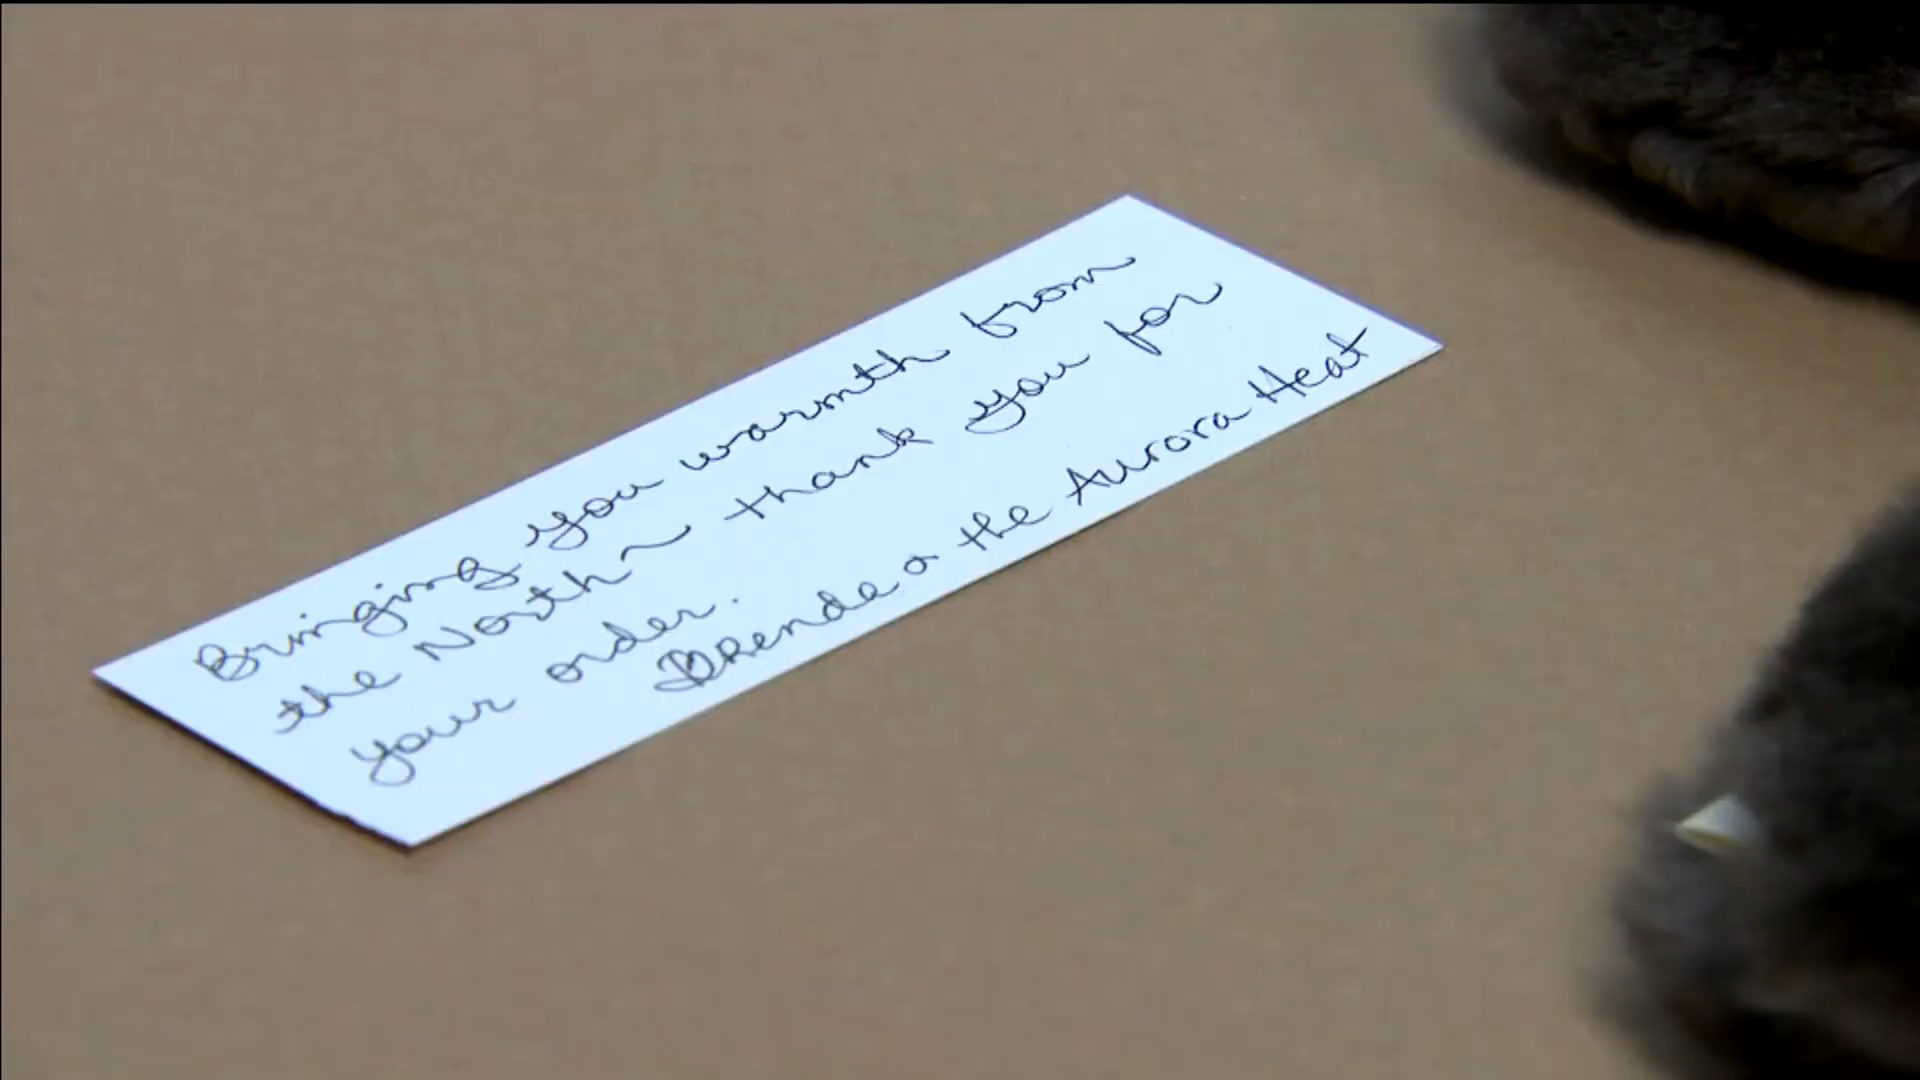 Bringing you warmth from
the North ~ thank you for
your order.
Brenda & the Aurora Heat